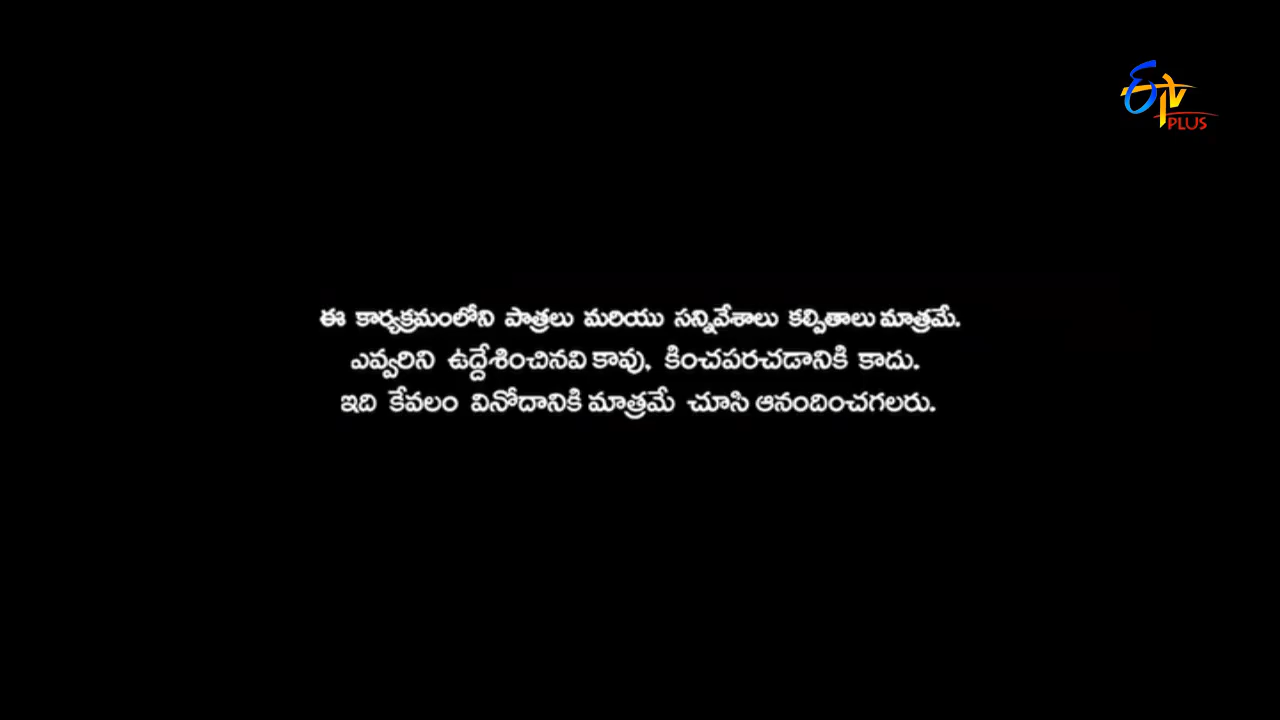 ETV
PLUS
ఈ కార్యక్రమంలోని పాత్రలు మరియు సన్నివేశాలు కల్పితాలు మాత్రమే.
ఎవ్వరిని ఉద్దేశించినవి కావు, కించపరచడానికి కాదు.
ఇది కేవలం వినోదానికి మాత్రమే చూసి ఆనందించగలరు.